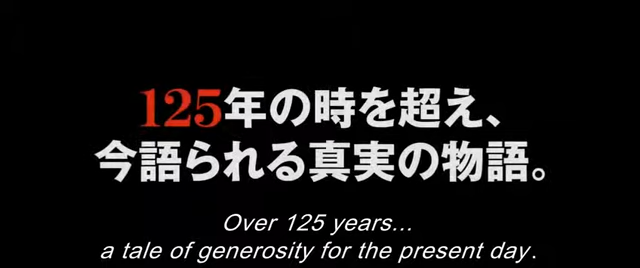 125年の時を超え、
今語られる真実の物語。
Over 125 years...
a tale of generosity for the present day.